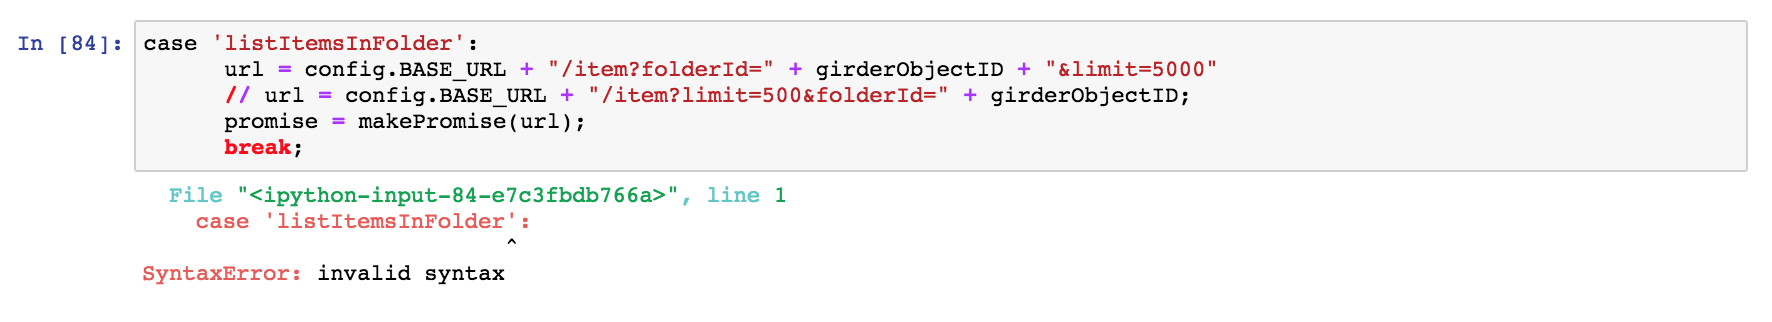 In [84]: case 'listItemsInFolder':
url = config.BASE_URL + "/item?folderId=" + girderObjectID + "&limit=5000"
// url = config.BASE_URL + "/item?limit=500&folderId=" + girderObjectID;
promise = makePromise(url);
break;
File "<ipython-input-84-e7c3fbdb766a>", line 1
case 'listItemsInFolder':
^
SyntaxError: invalid syntax